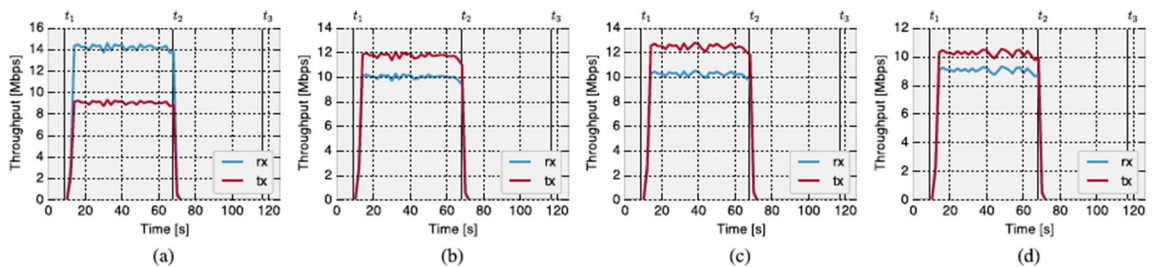 t₁ t₂ t₃
16
14
12
10
8
6
4
2
0
Throughput [Mbps]
rx
tx
0 20 40 60 80 100 120
Time [s]
(a)
t₁ t₂ t₃
14
12
10
8
6
4
2
0
Throughput [Mbps]
rx
tx
0 20 40 60 80 100 120
Time [s]
(b)
t₁ t₂ t₃
14
12
10
8
6
4
2
0
Throughput [Mbps]
rx
tx
0 20 40 60 80 100 120
Time [s]
(c)
t₁ t₂ t₃
12
10
8
6
4
2
0
Throughput [Mbps]
rx
tx
0 20 40 60 80 100 120
Time [s]
(d)